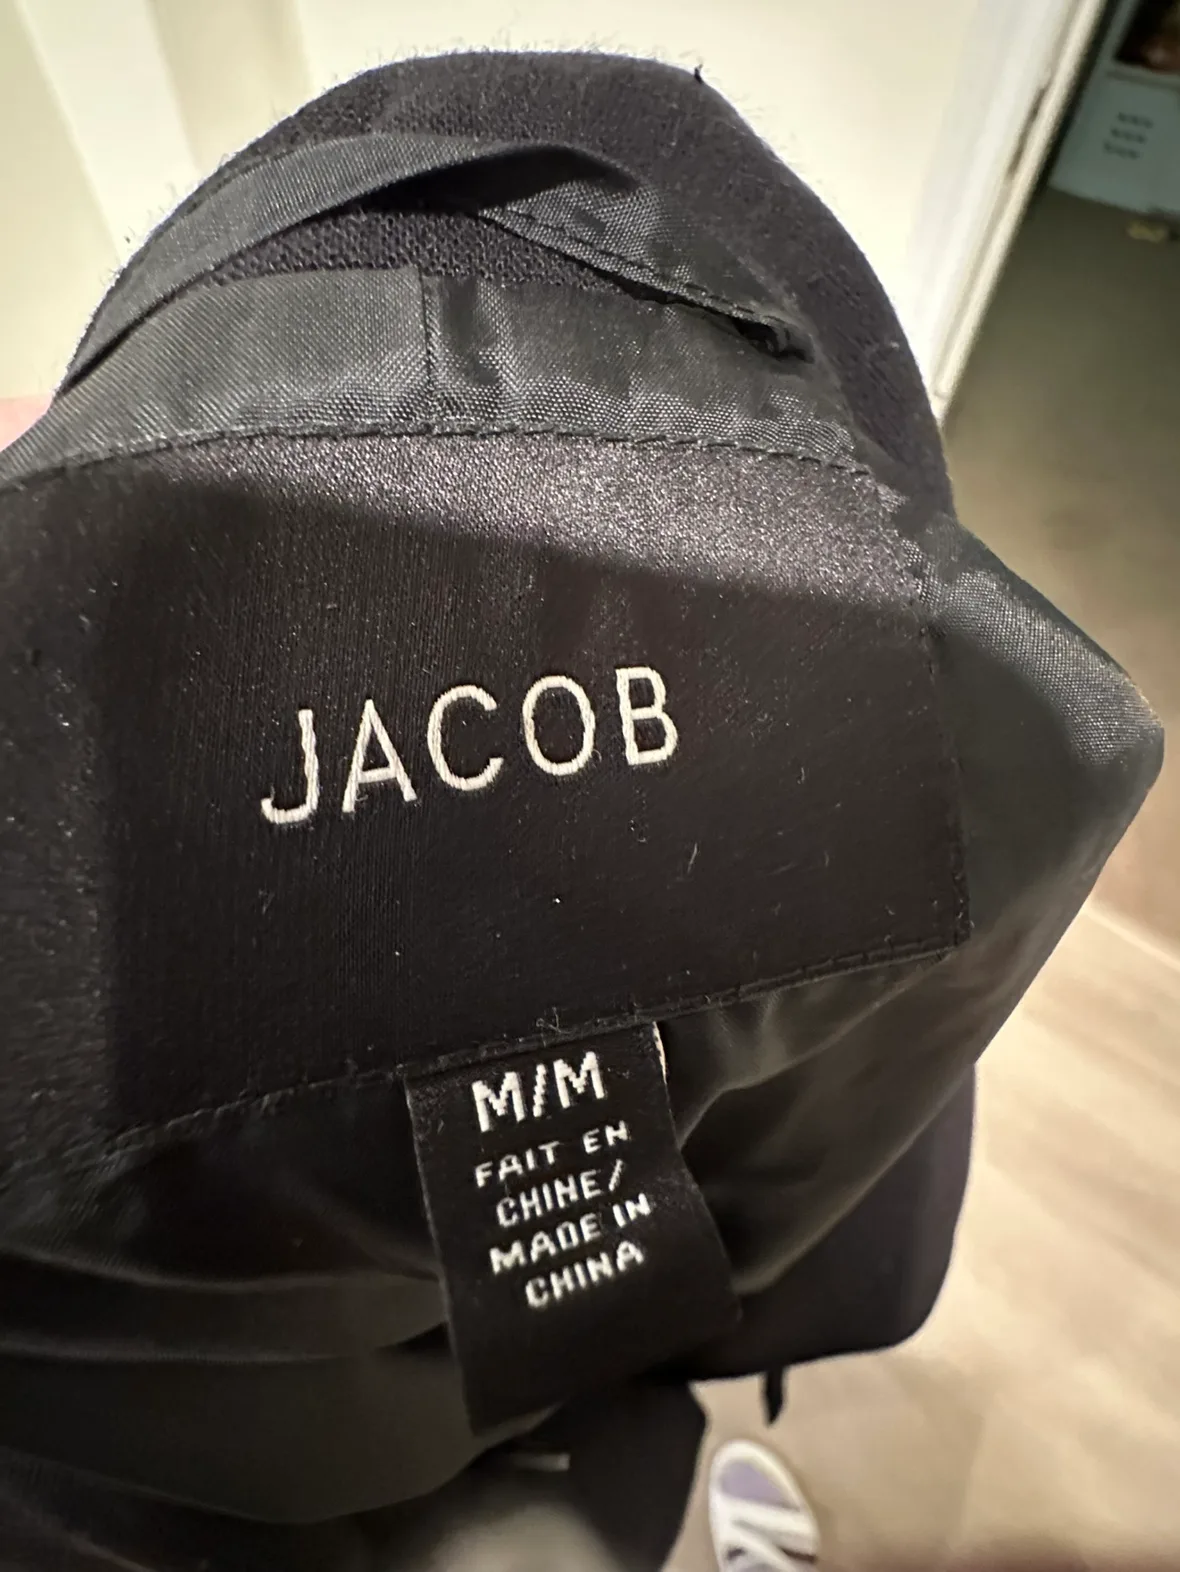 JACOB
M/M
FAIT EN
CHINE/
MADE IN
CHINA